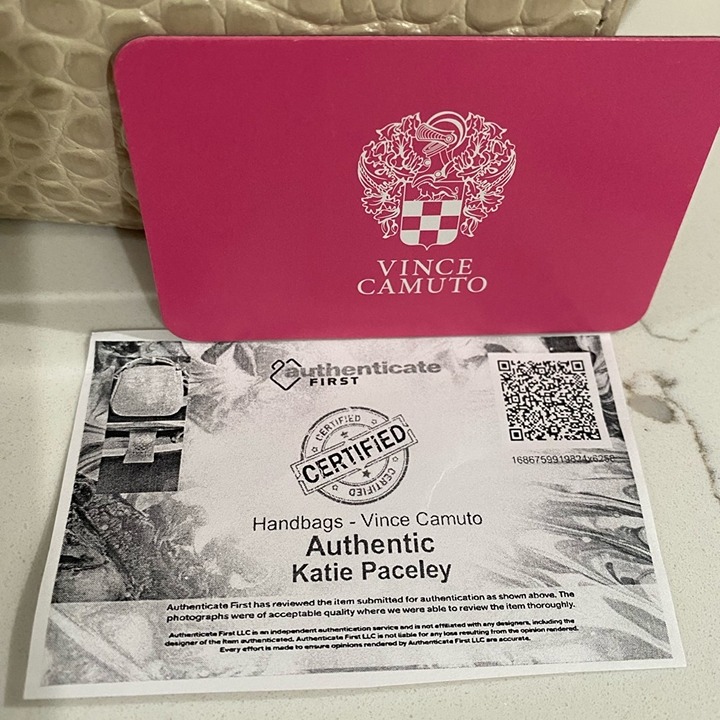 VINCE
CAMUTO
authenticate
FIRST
CERTIFIED
CERTIFIED
CERTIFIED
Handbags - Vince Camuto
Authentic
Katie Paceley
Authenticate First has reviewed the item submitted for authentication as shown above. The
photographs were of acceptable quality where we were able to review the item thoroughly.
Authenticate First LLC is an independent authentication service and is not affiliated with any designers, including the
designer of the item authenticated. Authenticate First LLC is not liable for any loss resulting from the opinion rendered.
Every effort is made to ensure opinions rendered by Authenticate First LLC are accurate.